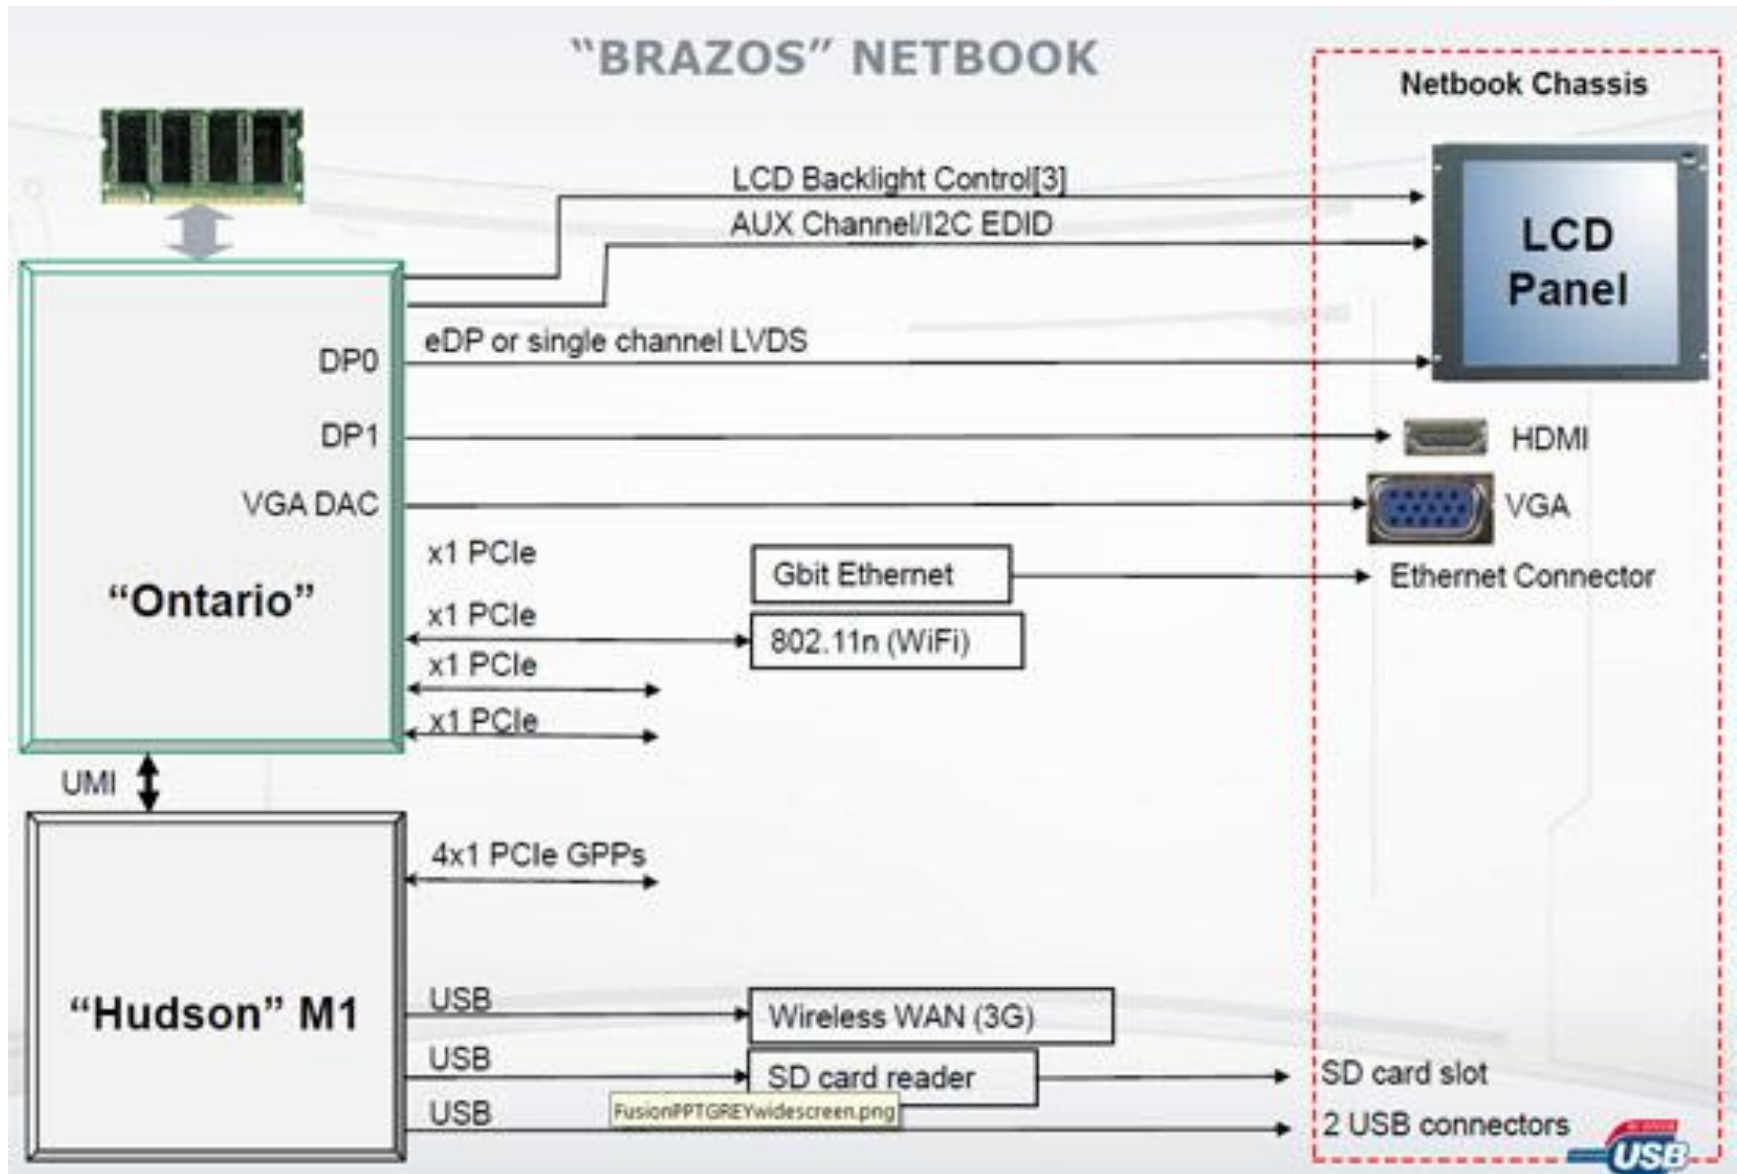 “BRAZOS” NETBOOK
Netbook Chassis
LCD Backlight Control[3]
AUX Channel/I2C EDID
LCD
Panel
eDP or single channel LVDS
DP0
DP1
HDMI
VGA DAC
VGA
x1 PCIe
Gbit Ethernet
Ethernet Connector
“Ontario”
x1 PCIe
802.11n (WiFi)
x1 PCIe
x1 PCIe
UMI
4x1 PCIe GPPs
“Hudson” M1
USB
Wireless WAN (3G)
USB
SD card reader
SD card slot
USB
FusionPPTGREYwidescreen.png
2 USB connectors
USB